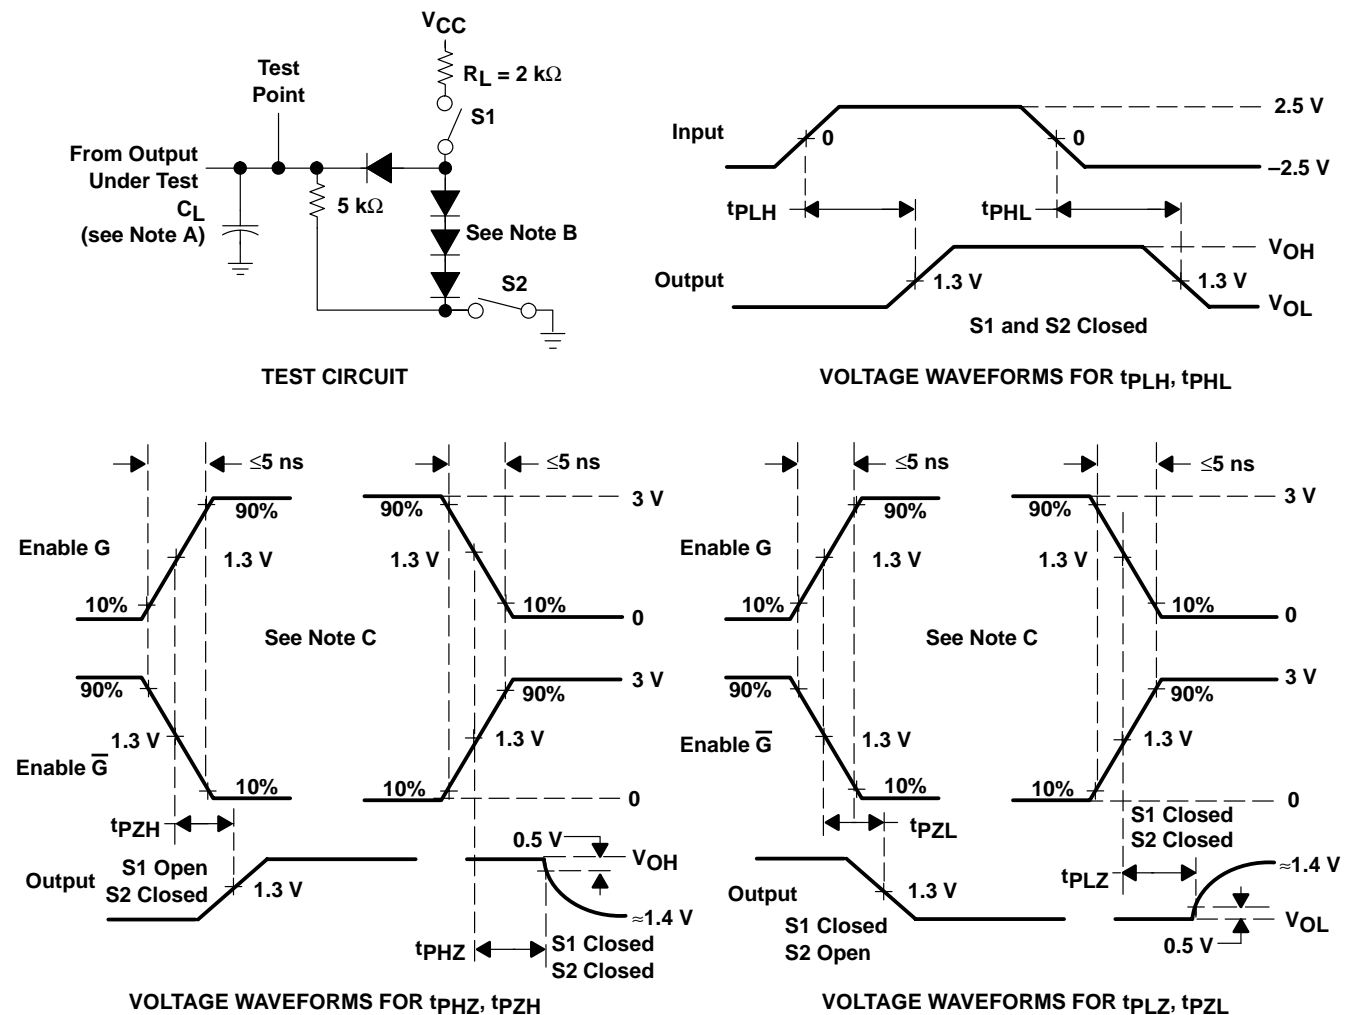 VCC
RL = 2 kΩ
S1
Test
Point
From Output
Under Test
CL
(see Note A)
5 kΩ
See Note B
S2
TEST CIRCUIT
Input
0
0
2.5 V
–2.5 V
tPLH
tPHL
Output
1.3 V
1.3 V
VOH
VOL
S1 and S2 Closed
VOLTAGE WAVEFORMS FOR tPLH, tPHL
≤5 ns
≤5 ns
Enable G
90%
90%
3 V
1.3 V
1.3 V
10%
10%
0
See Note C
90%
90%
3 V
1.3 V
1.3 V
Enable G̅
10%
10%
0
tPZH
Output
S1 Open
S2 Closed
1.3 V
0.5 V
VOH
≈1.4 V
tPHZ
S1 Closed
S2 Closed
VOLTAGE WAVEFORMS FOR tPHZ, tPZH
≤5 ns
≤5 ns
Enable G
90%
90%
3 V
1.3 V
1.3 V
10%
10%
0
See Note C
90%
90%
3 V
1.3 V
1.3 V
Enable G̅
10%
10%
0
tPZL
S1 Closed
S2 Closed
Output
1.3 V
S1 Closed
S2 Open
tPLZ
≈1.4 V
VOL
0.5 V
VOLTAGE WAVEFORMS FOR tPLZ, tPZL